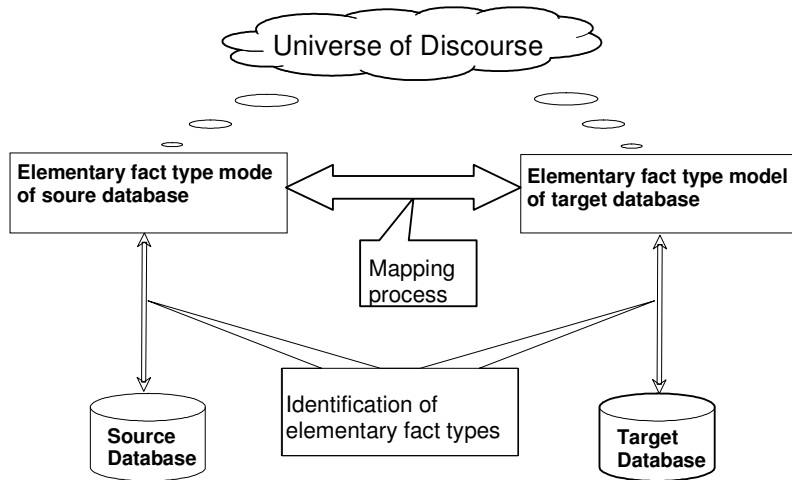 Universe of Discourse
Elementary fact type mode
of soure database
Elementary fact type model
of target database
Mapping
process
Identification of
elementary fact types
Source
Database
Target
Database